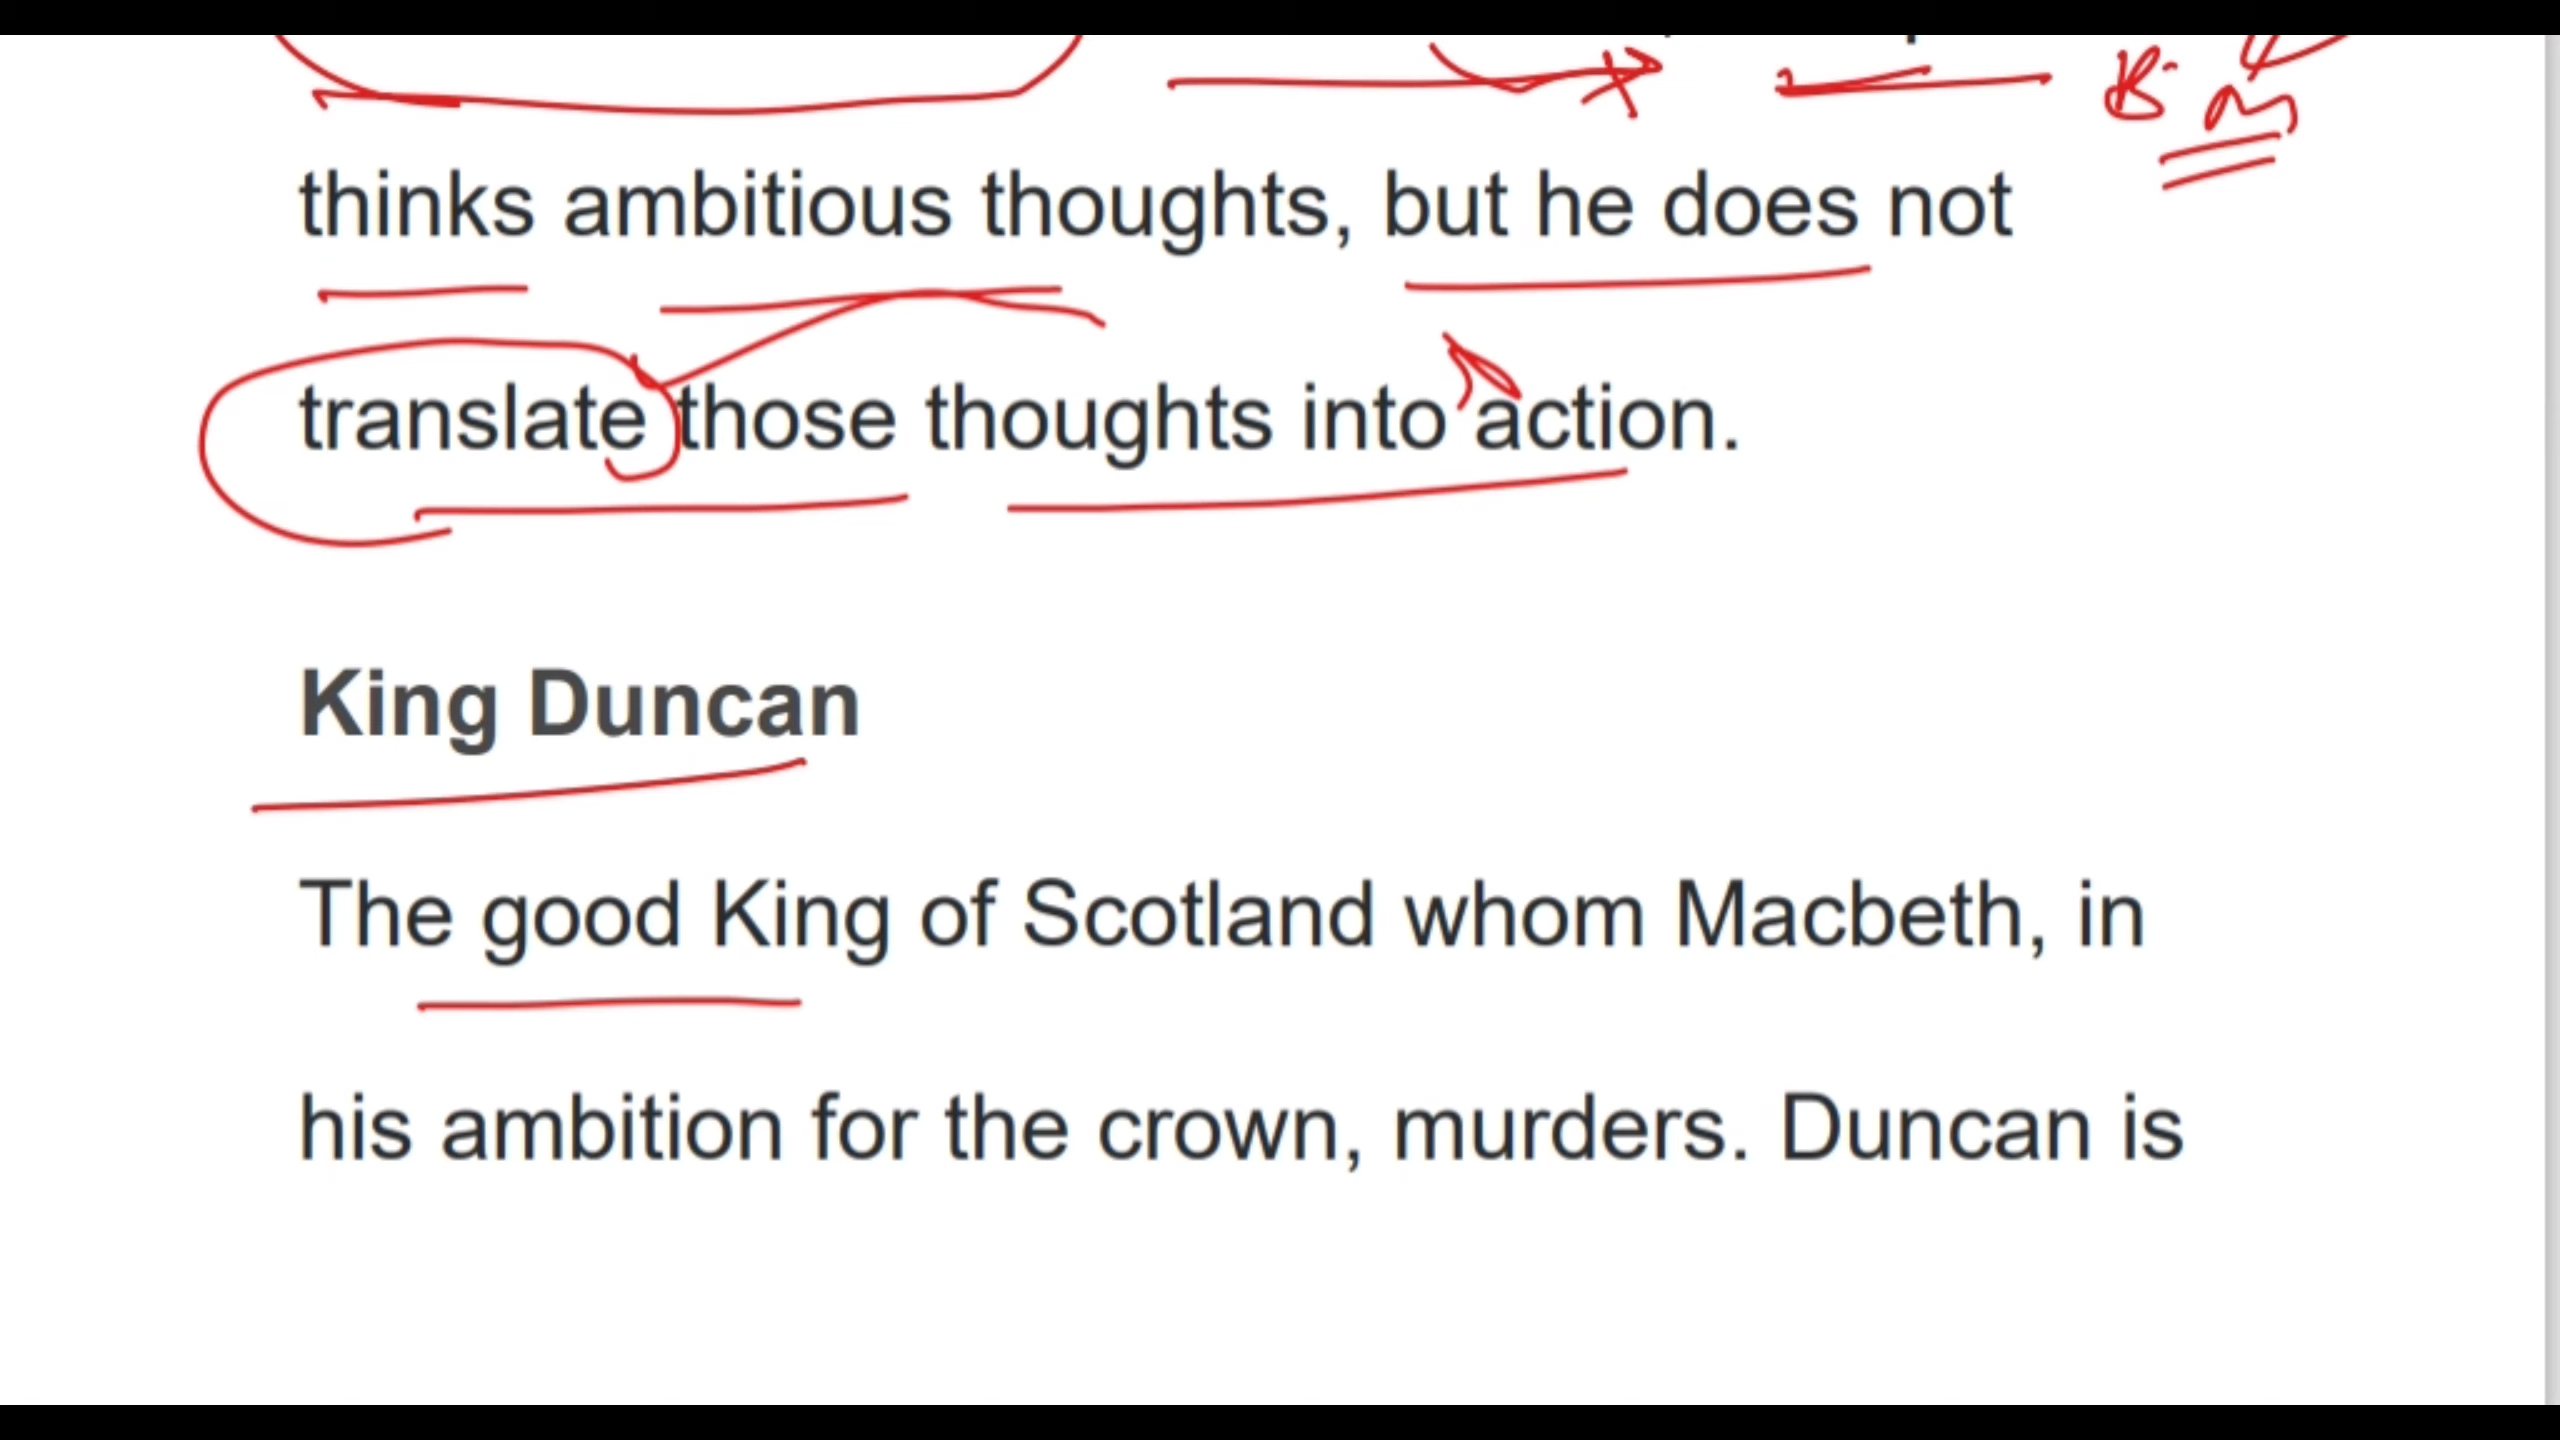 thinks ambitious thoughts, but he does not
translate those thoughts into action.
King Duncan
The good King of Scotland whom Macbeth, in
his ambition for the crown, murders. Duncan is